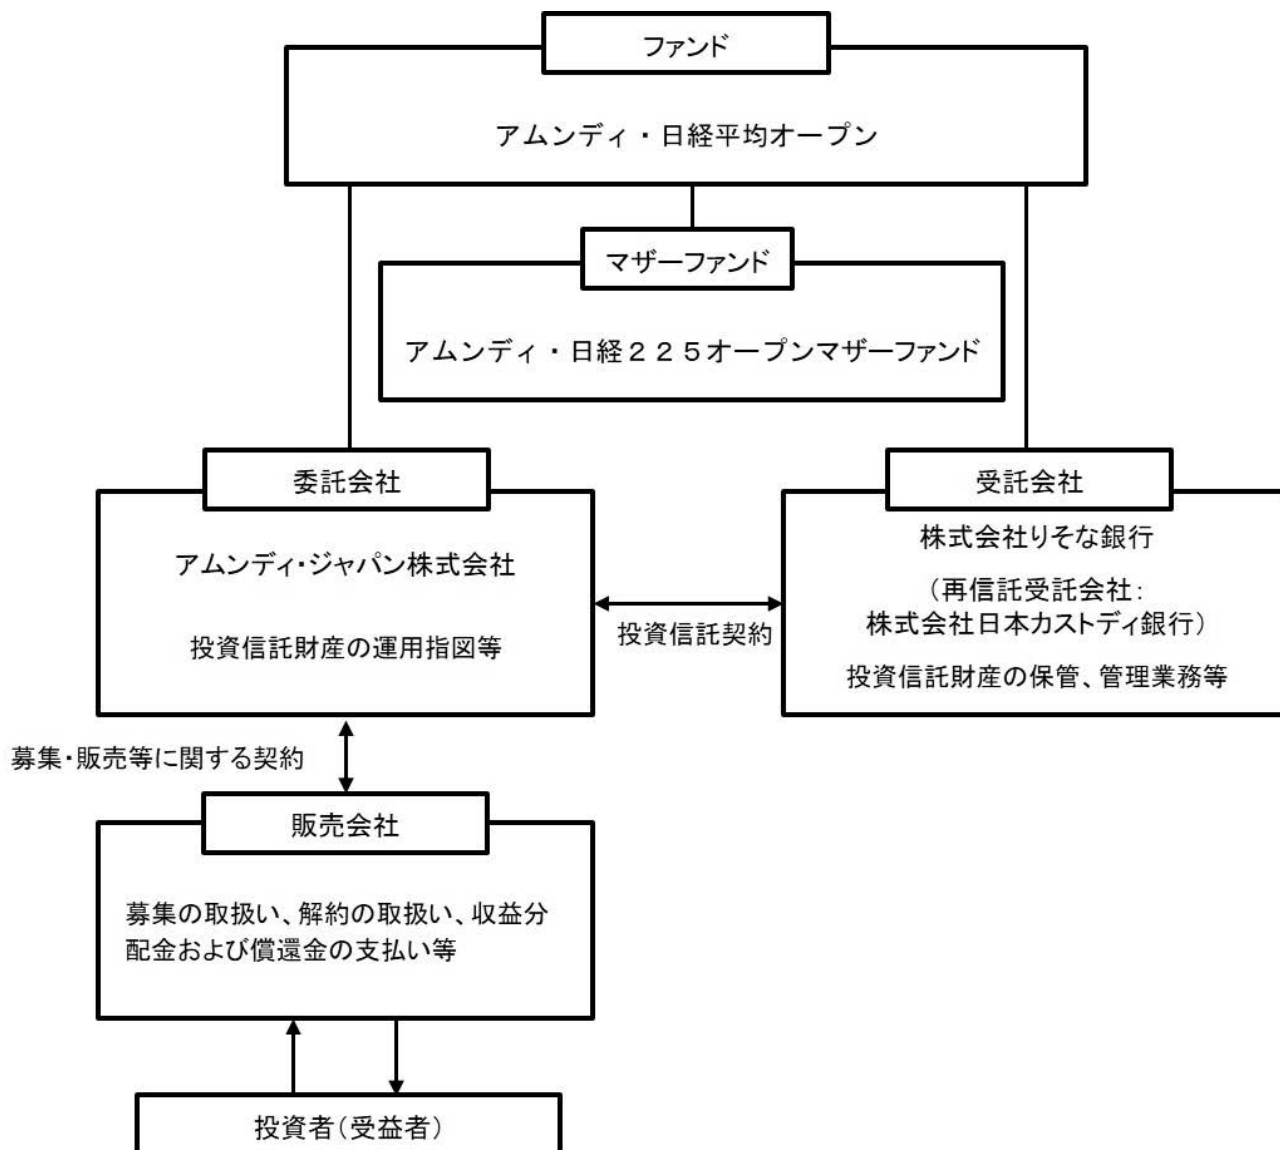 ファンド
アムンディ・日経平均オープン
マザーファンド
アムンディ・日経２２５オープンマザーファンド
委託会社
アムンディ・ジャパン株式会社
投資信託財産の運用指図等
投資信託契約
受託会社
株式会社りそな銀行
（再信託受託会社：
株式会社日本カストディ銀行）
投資信託財産の保管、管理業務等
募集・販売等に関する契約
販売会社
募集の取扱い、解約の取扱い、収益分
配金および償還金の支払い等
投資者（受益者）